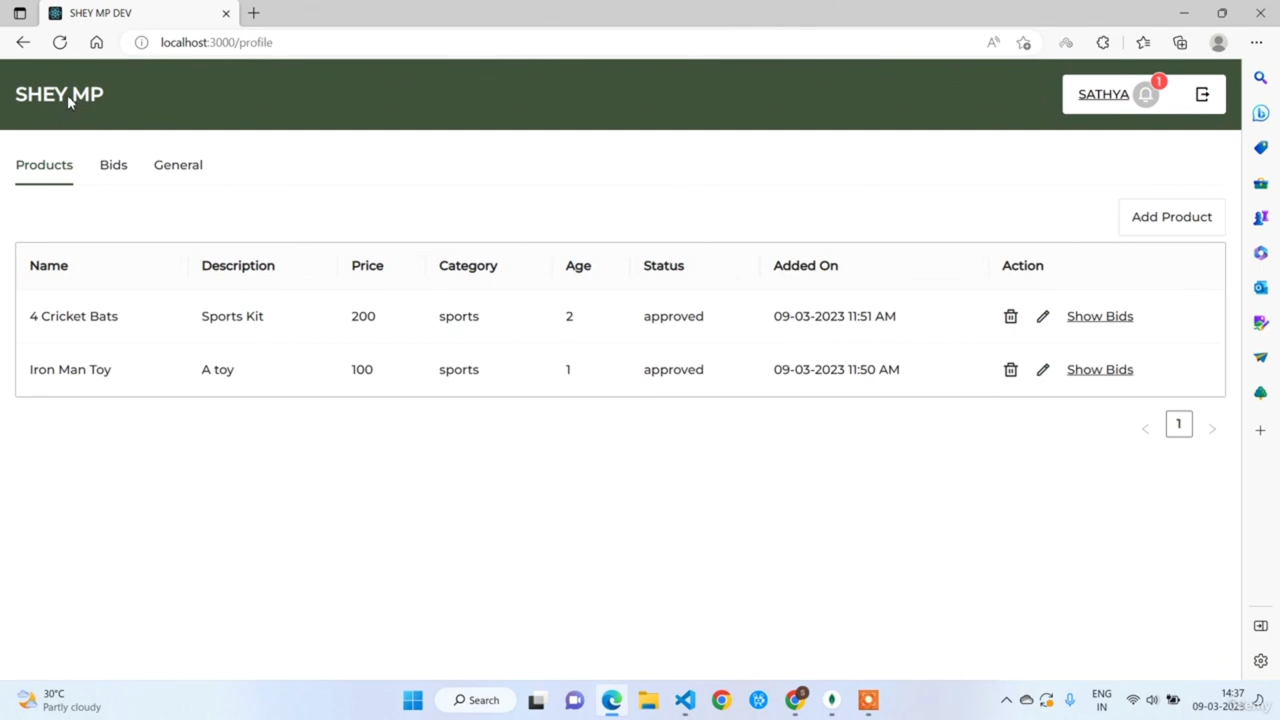 SHEY MP DEV
localhost:3000/profile
SHEY MP
SATHYA
1
Products Bids General
Add Product
Name Description Price Category Age Status Added On Action
4 Cricket Bats Sports Kit 200 sports 2 approved 09-03-2023 11:51 AM Show Bids
Iron Man Toy A toy 100 sports 1 approved 09-03-2023 11:50 AM Show Bids
< 1 >
30°C
Partly cloudy
Search
ENG
IN
14:37
09-03-2023